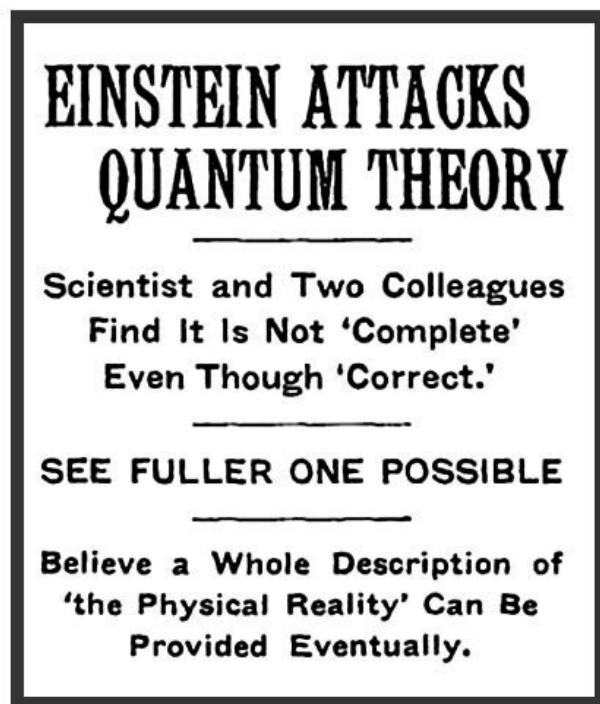 EINSTEIN ATTACKS
QUANTUM THEORY
Scientist and Two Colleagues
Find It Is Not ‘Complete’
Even Though ‘Correct.’
SEE FULLER ONE POSSIBLE
Believe a Whole Description of
‘the Physical Reality’ Can Be
Provided Eventually.